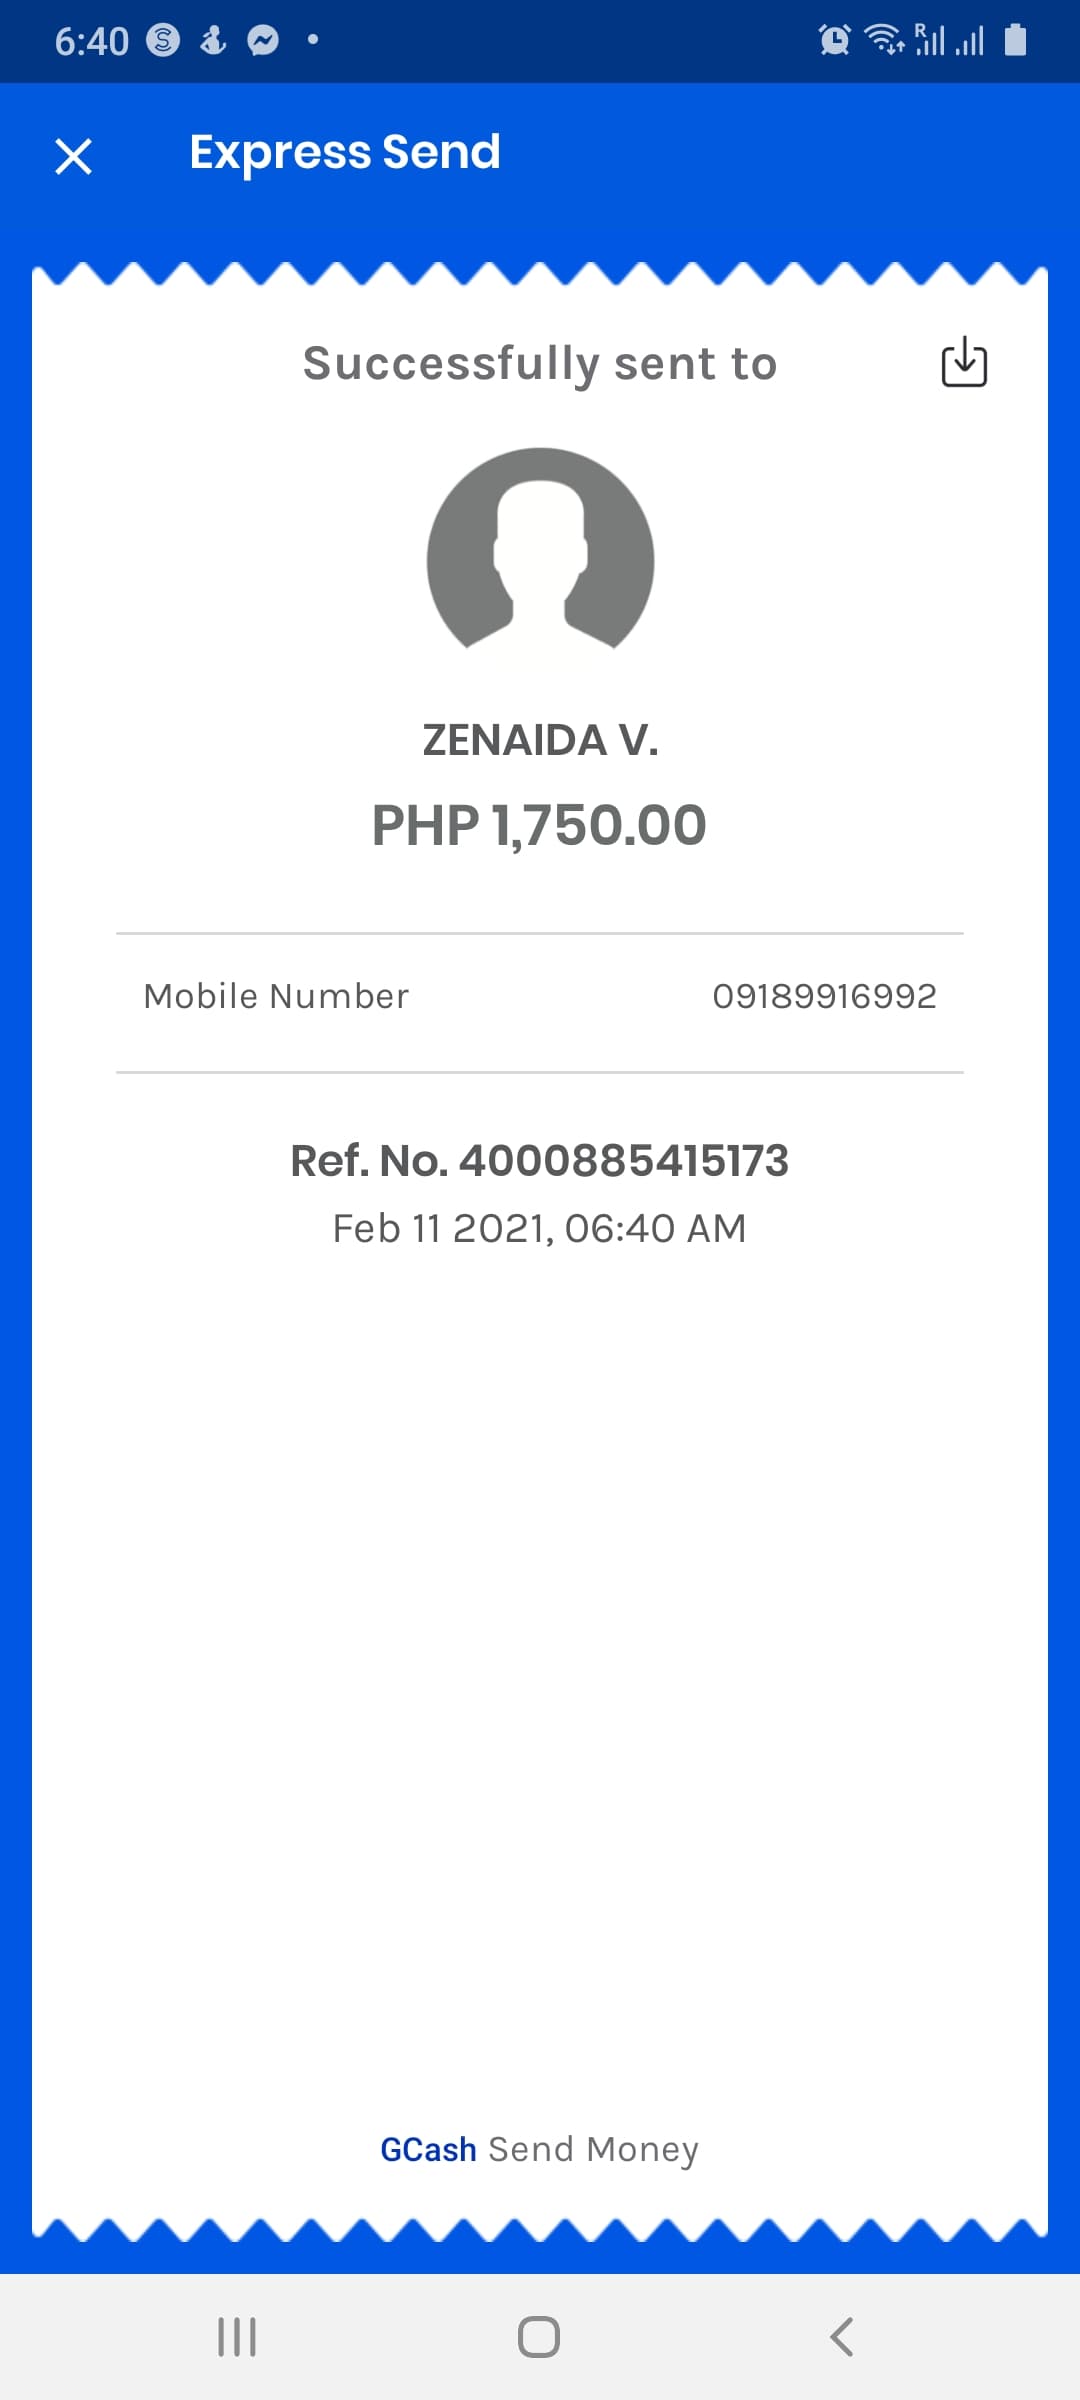 6:40
Express Send
Successfully sent to
ZENAIDA V.
PHP 1,750.00
Mobile Number 09189916992
Ref. No. 4000885415173
Feb 11 2021, 06:40 AM
GCash Send Money